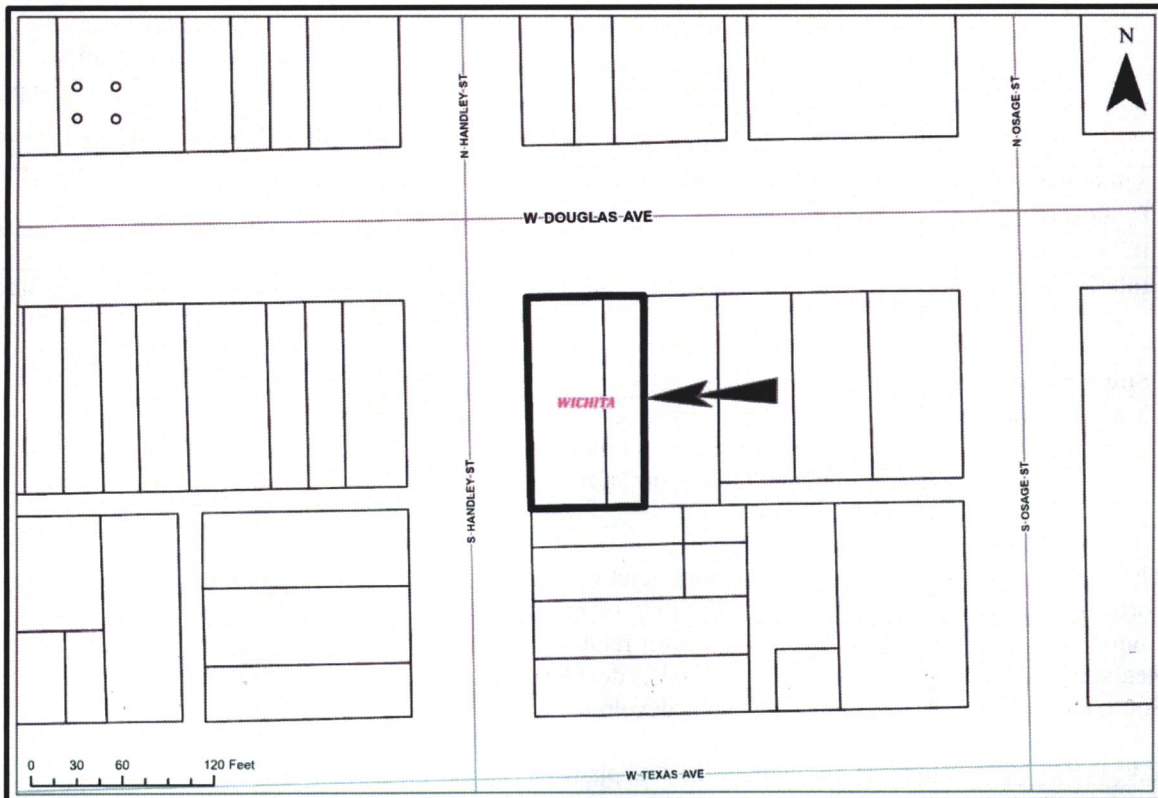 N
N HANDLEY ST
N OSAGE ST
W DOUGLAS AVE
WICHITA
S HANDLEY ST
S OSAGE ST
0 30 60 120 Feet
W TEXAS AVE